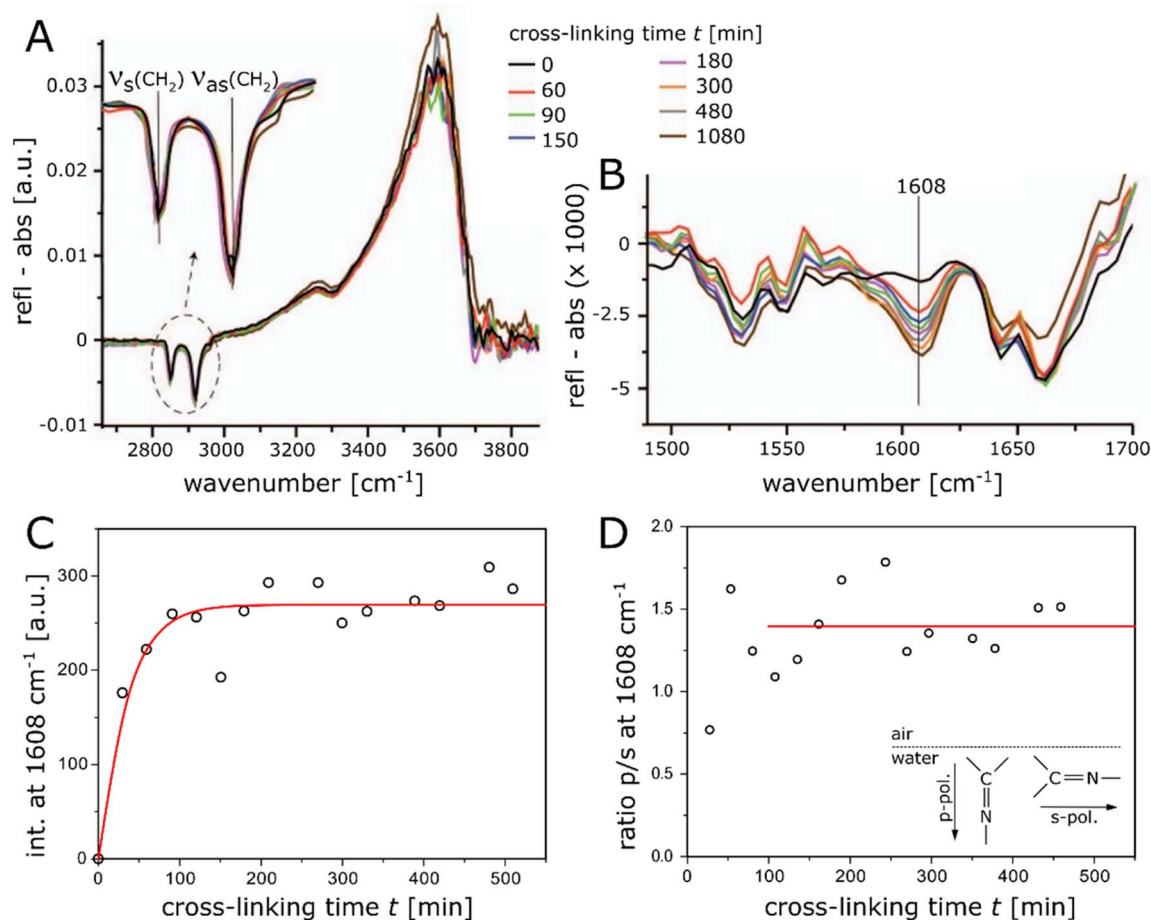 A
νs(CH2) νas(CH2)
refl - abs [a.u.]
0.03
0.02
0.01
0
-0.01
2800 2900 3000 3200 3400 3600 3800
wavenumber [cm-1]
cross-linking time t [min]
0
60
90
150
180
300
480
1080
B
1608
refl - abs (x 1000)
0
-2.5
-5
1500 1550 1600 1650 1700
wavenumber [cm-1]
C
int. at 1608 cm-1 [a.u.]
300
200
100
0
0 100 200 300 400 500
cross-linking time t [min]
D
ratio p/s at 1608 cm-1
2.0
1.5
1.0
0.5
0.0
0 100 200 300 400 500
air
water
p-pol.
C
N
C=N
s-pol.
cross-linking time t [min]